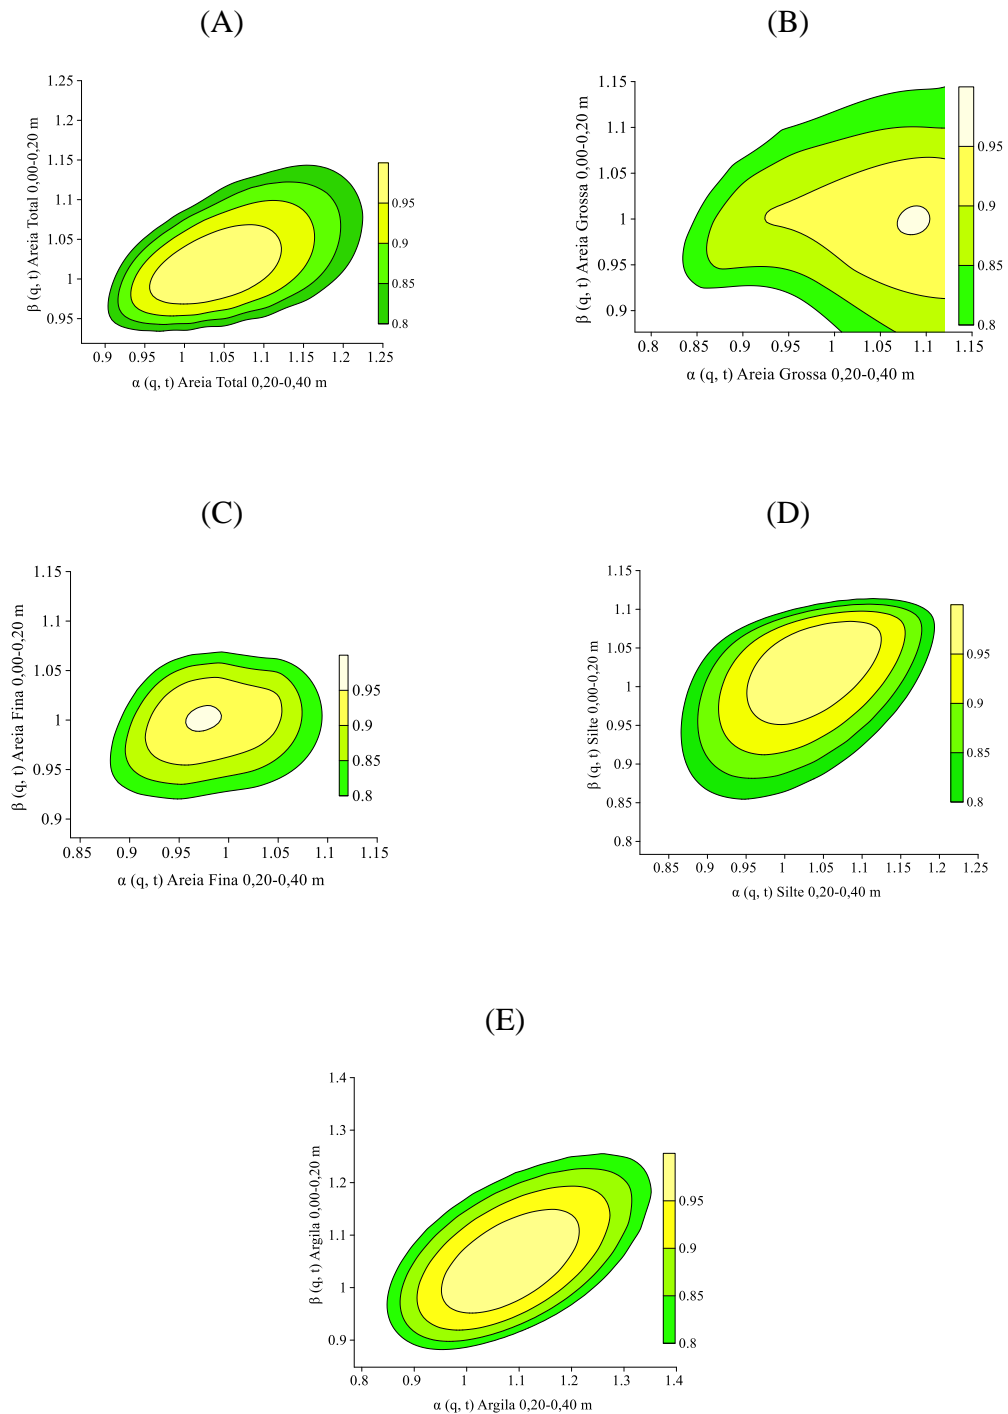 (A)
1.25
1.2
1.15
1.1
1.05
1
0.95
β (q, t) Areia Total 0,00-0,20 m
0.9 0.95 1 1.05 1.1 1.15 1.2 1.25
α (q, t) Areia Total 0,20-0,40 m
0.95
0.9
0.85
0.8
(B)
1.15
1.1
1.05
1
0.95
0.9
β (q, t) Areia Grossa 0,00-0,20 m
0.8 0.85 0.9 0.95 1 1.05 1.1 1.15
α (q, t) Areia Grossa 0,20-0,40 m
0.95
0.9
0.85
0.8
(C)
1.15
1.1
1.05
1
0.95
0.9
β (q, t) Areia Fina 0,00-0,20 m
0.85 0.9 0.95 1 1.05 1.1 1.15
α (q, t) Areia Fina 0,20-0,40 m
0.95
0.9
0.85
0.8
(D)
1.15
1.1
1.05
1
0.95
0.9
0.85
0.8
β (q, t) Silte 0,00-0,20 m
0.85 0.9 0.95 1 1.05 1.1 1.15 1.2 1.25
α (q, t) Silte 0,20-0,40 m
0.95
0.9
0.85
0.8
(E)
1.4
1.3
1.2
1.1
1
0.9
β (q, t) Argila 0,00-0,20 m
0.8 0.9 1 1.1 1.2 1.3 1.4
α (q, t) Argila 0,20-0,40 m
0.95
0.9
0.85
0.8